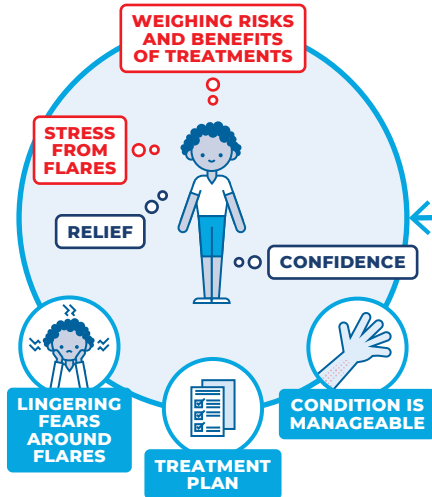 WEIGHING RISKS
AND BENEFITS
OF TREATMENTS
STRESS
FROM
FLARES
RELIEF
CONFIDENCE
LINGERING
FEARS
AROUND
FLARES
TREATMENT
PLAN
CONDITION IS
MANAGEABLE